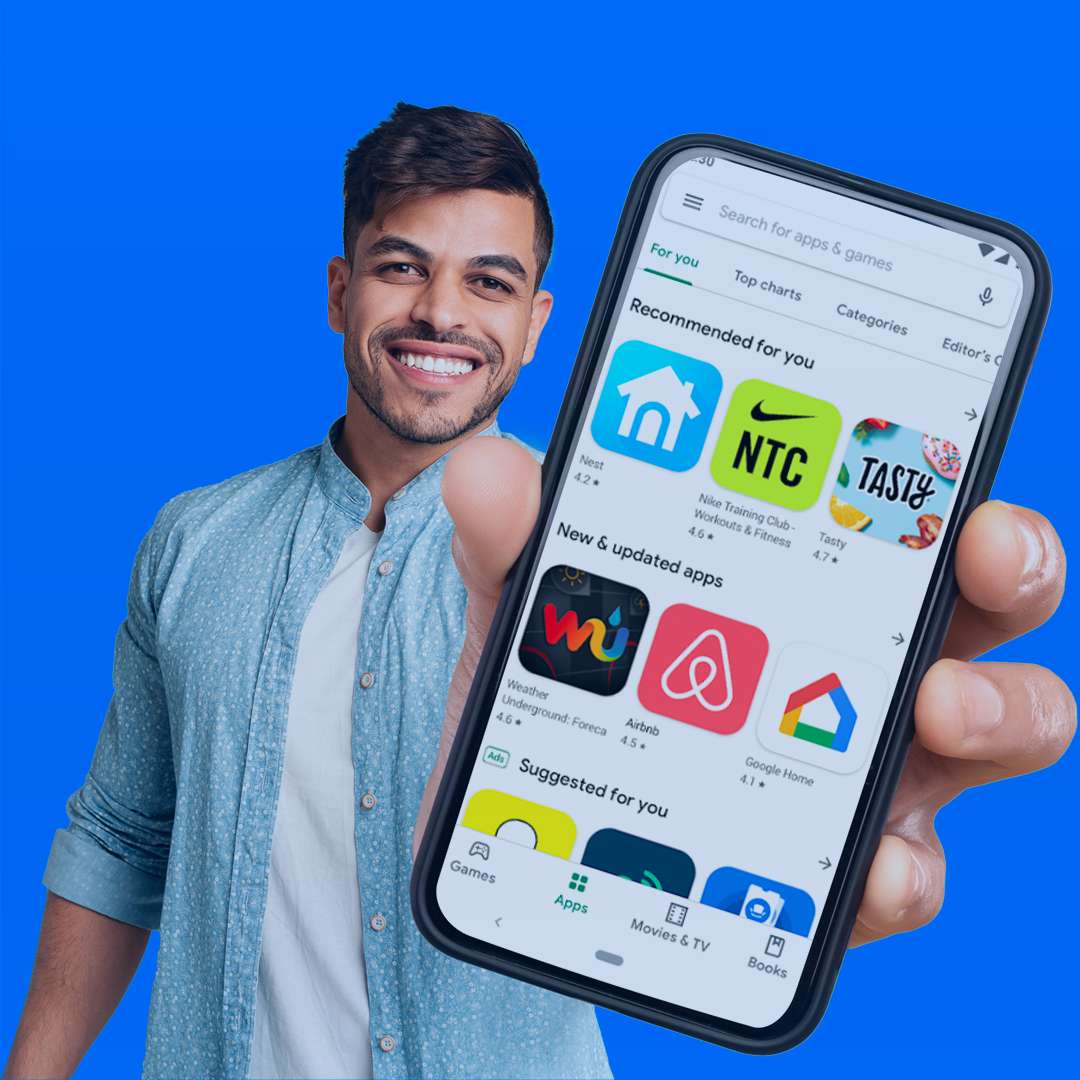 :30
Search for apps & games
For you
Top charts
Categories
Editor's C
Recommended for you
NTC
TASTY
Nest
4.2 ★
Nike Training Club -
Workouts & Fitness
4.6 ★
Tasty
4.7 ★
New & updated apps
wu
Weather
Underground: Foreca
4.6 ★
Airbnb
4.5 ★
Google Home
4.1 ★
Ads
Suggested for you
Games
Apps
Movies & TV
Books